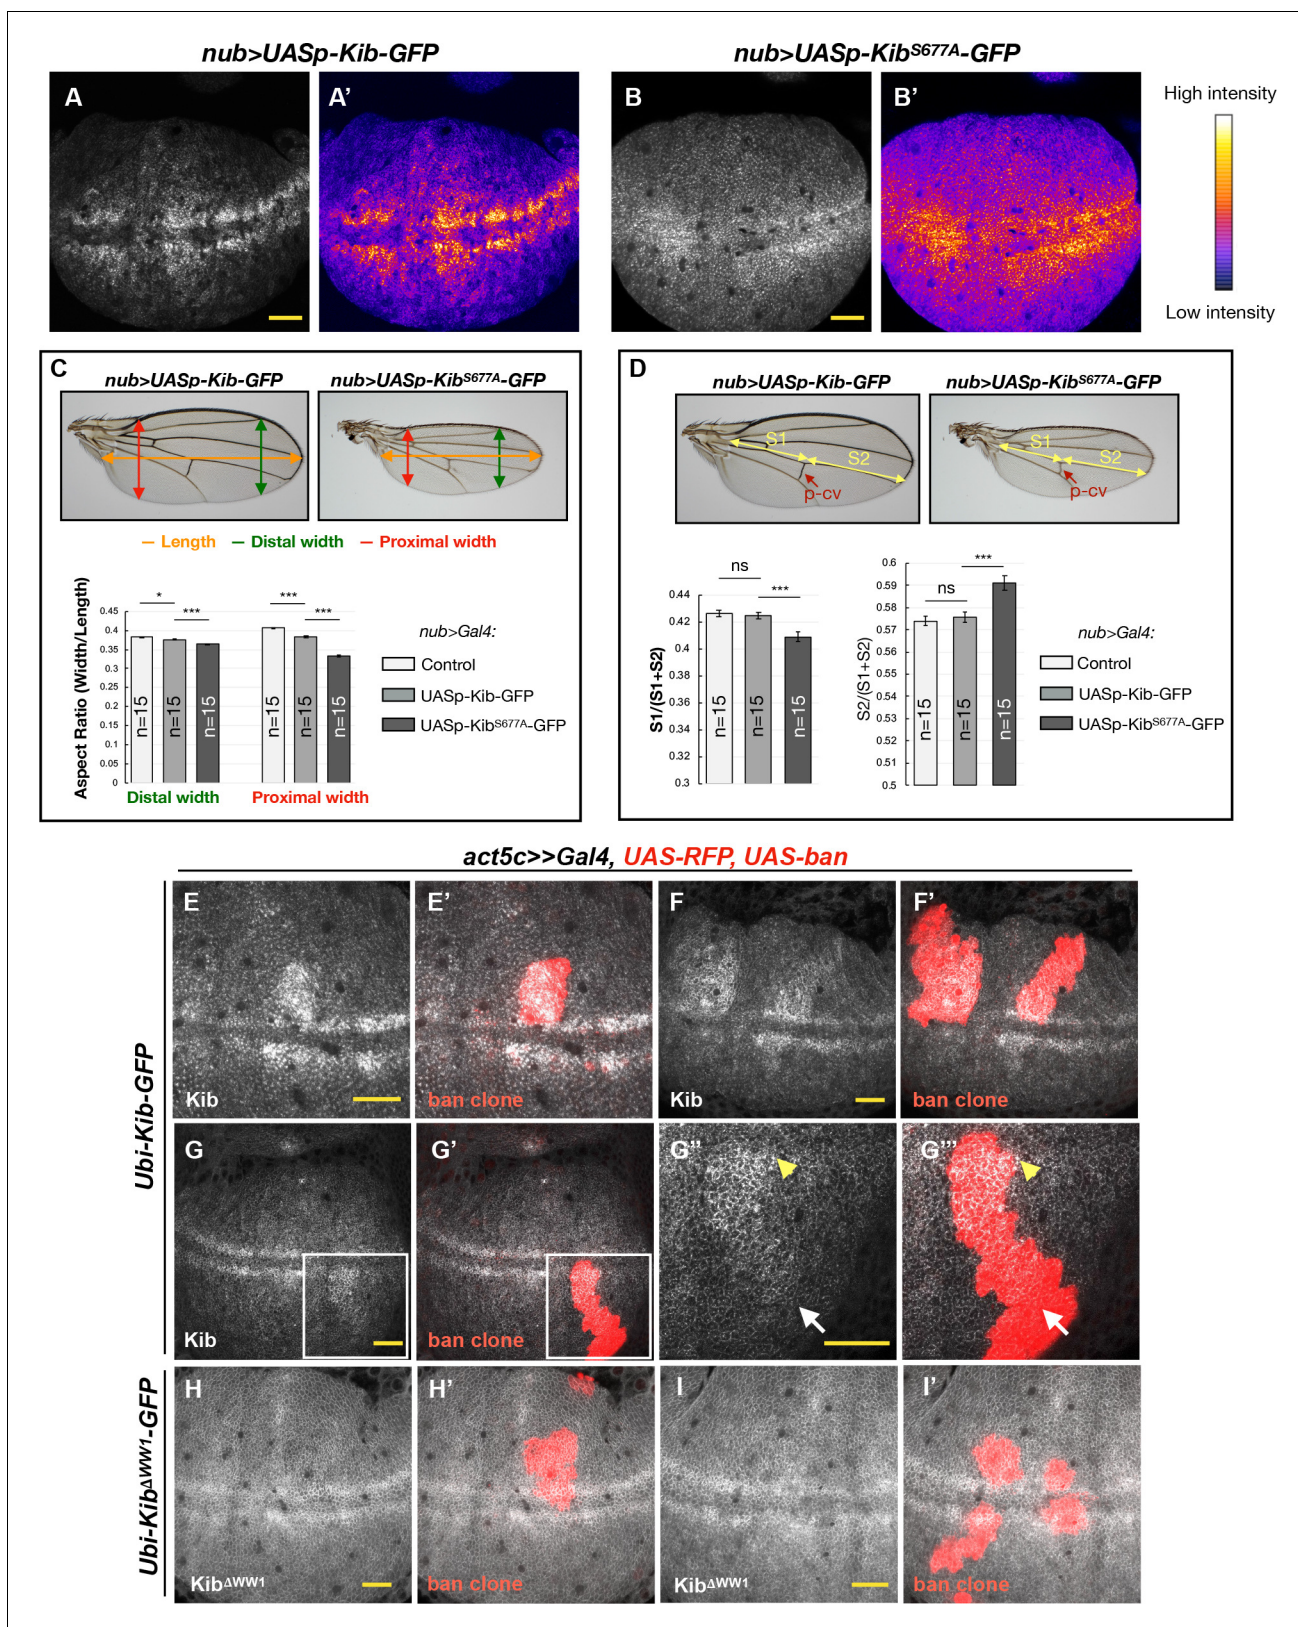 nub>UASp-Kib-GFP
nub>UASp-KibS677A-GFP
A
A’
B
B’
High intensity
Low intensity
C
nub>UASp-Kib-GFP
nub>UASp-KibS677A-GFP
— Length — Distal width — Proximal width
Aspect Ratio (Width/Length)
0.45
0.4
0.35
0.3
0.25
0.2
0.15
0.1
0.05
0
*
***
***
***
n=15
n=15
n=15
n=15
n=15
n=15
Distal width
Proximal width
nub>Gal4:
Control
UASp-Kib-GFP
UASp-KibS677A-GFP
D
nub>UASp-Kib-GFP
nub>UASp-KibS677A-GFP
S1
S2
p-cv
S1
S2
p-cv
S1/(S1+S2)
0.44
0.42
0.4
0.38
0.36
0.34
0.32
0.3
ns
***
n=15
n=15
n=15
S2/(S1+S2)
0.6
0.59
0.58
0.57
0.56
0.55
0.54
0.53
0.52
0.51
0.5
ns
***
n=15
n=15
n=15
nub>Gal4:
Control
UASp-Kib-GFP
UASp-KibS677A-GFP
act5c>>Gal4, UAS-RFP, UAS-ban
Ubi-Kib-GFP
E
Kib
E’
ban clone
F
Kib
F’
ban clone
G
Kib
G’
ban clone
G’’
G’’’
Ubi-KibΔWW1-GFP
H
KibΔWW1
H’
ban clone
I
KibΔWW1
I’
ban clone